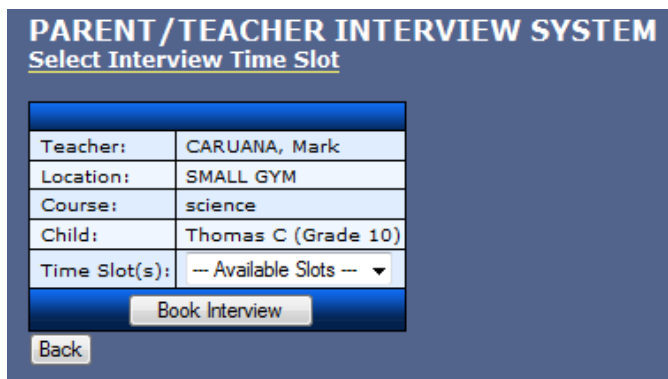 PARENT/TEACHER INTERVIEW SYSTEM
Select Interview Time Slot
Teacher: CARUANA, Mark
Location: SMALL GYM
Course: science
Child: Thomas C (Grade 10)
Time Slot(s): --- Available Slots ---
Book Interview
Back